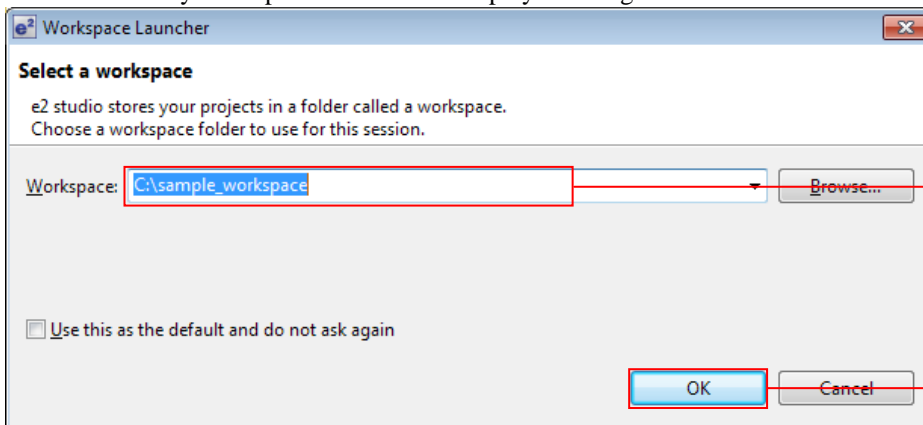 e² Workspace Launcher
Select a workspace
e2 studio stores your projects in a folder called a workspace.
Choose a workspace folder to use for this session.
Workspace: C:\sample_workspace Browse...
Use this as the default and do not ask again
OK Cancel